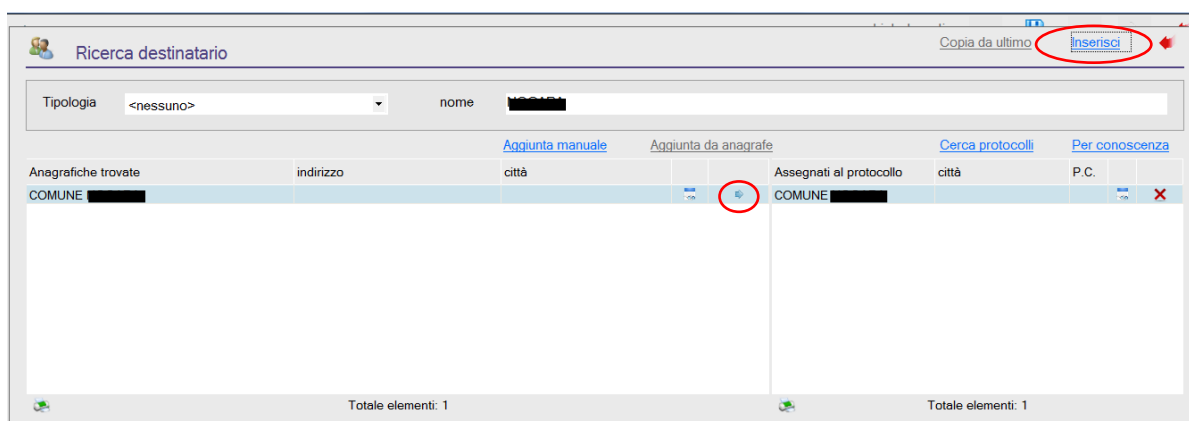 Ricerca destinatario
Copia da ultimo Inserisci
Tipologia <nessuno> nome
Aggiunta manuale Aggiunta da anagrafe Cerca protocolli Per conoscenza
Anagrafiche trovate indirizzo città Assegnati al protocollo città P.C.
COMUNE COMUNE
Totale elementi: 1 Totale elementi: 1